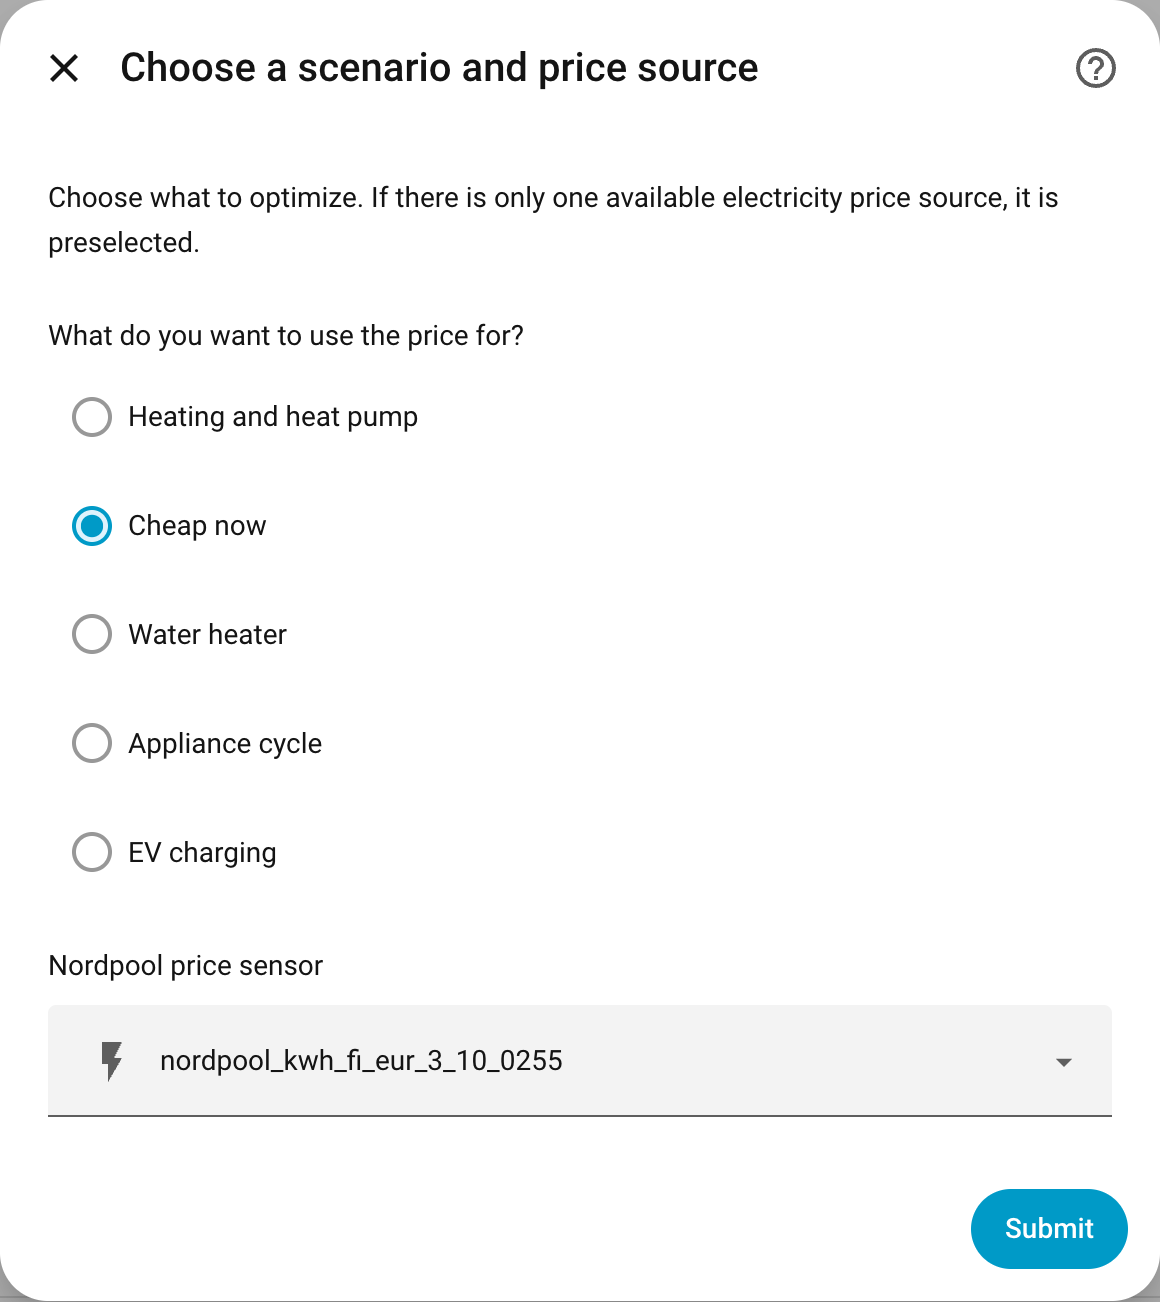 Choose a scenario and price source
Choose what to optimize. If there is only one available electricity price source, it is
preselected.
What do you want to use the price for?
Heating and heat pump
Cheap now
Water heater
Appliance cycle
EV charging
Nordpool price sensor
nordpool_kwh_fi_eur_3_10_0255
Submit